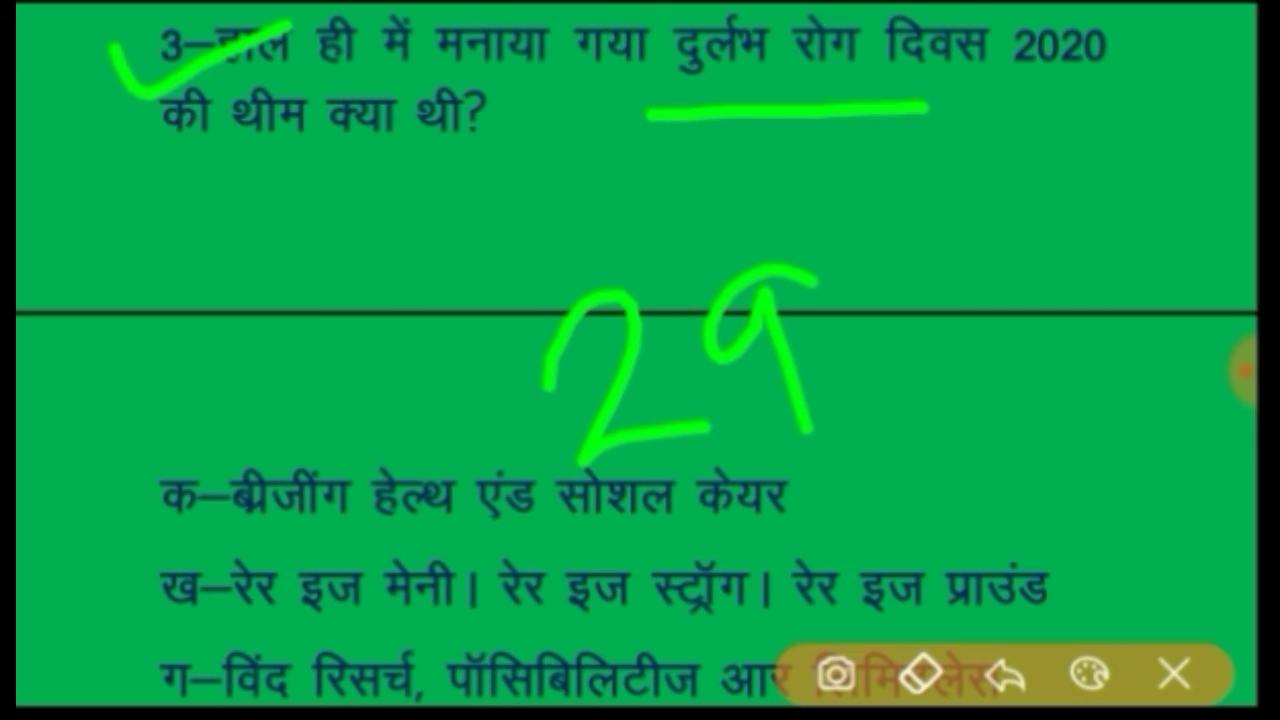 3–हाल ही में मनाया गया दुर्लभ रोग दिवस 2020
की थीम क्या थी?
29
क–ब्रीजींग हेल्थ एंड सोशल केयर
ख–रेर इज मेनी। रेर इज स्ट्रॉग। रेर इज प्राउंड
ग–विंद रिसर्च, पॉसिबिलिटीज आर